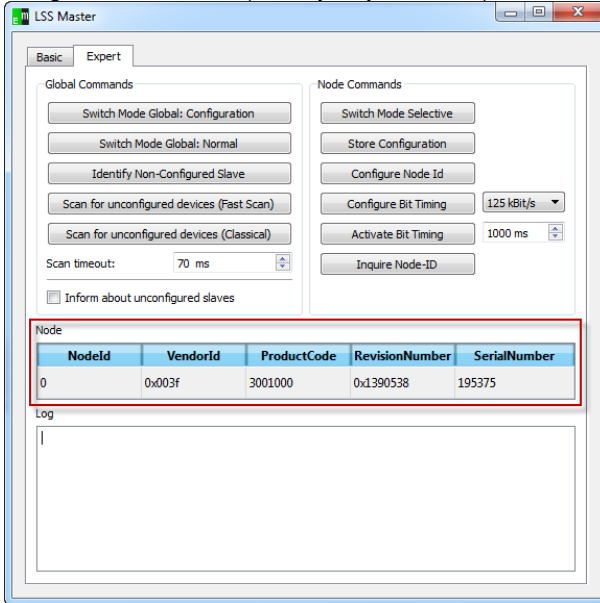 LSS Master
Basic Expert
Global Commands
Switch Mode Global: Configuration
Switch Mode Global: Normal
Identify Non-Configured Slave
Scan for unconfigured devices (Fast Scan)
Scan for unconfigured devices (Classical)
Scan timeout: 70 ms
Inform about unconfigured slaves
Node Commands
Switch Mode Selective
Store Configuration
Configure Node Id
Configure Bit Timing 125 kBit/s
Activate Bit Timing 1000 ms
Inquire Node-ID
Node
NodeId VendorId ProductCode RevisionNumber SerialNumber
0 0x003f 3001000 0x1390538 195375
Log